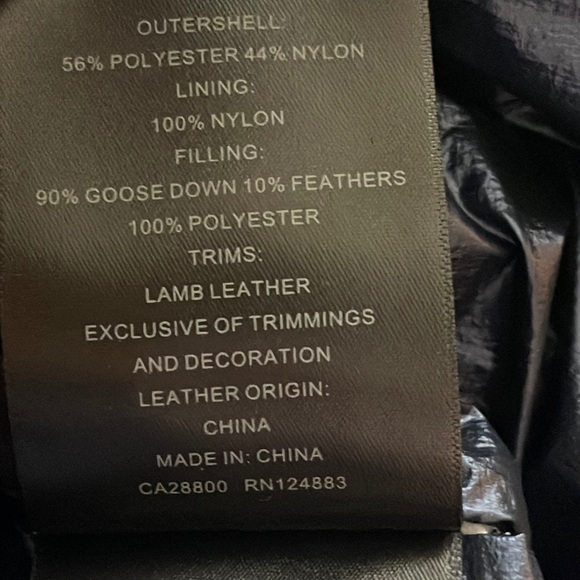 OUTERSHELL:
56% POLYESTER 44% NYLON
LINING:
100% NYLON
FILLING:
90% GOOSE DOWN 10% FEATHERS
100% POLYESTER
TRIMS:
LAMB LEATHER
EXCLUSIVE OF TRIMMINGS
AND DECORATION
LEATHER ORIGIN:
CHINA
MADE IN: CHINA
CA28800 RN124883